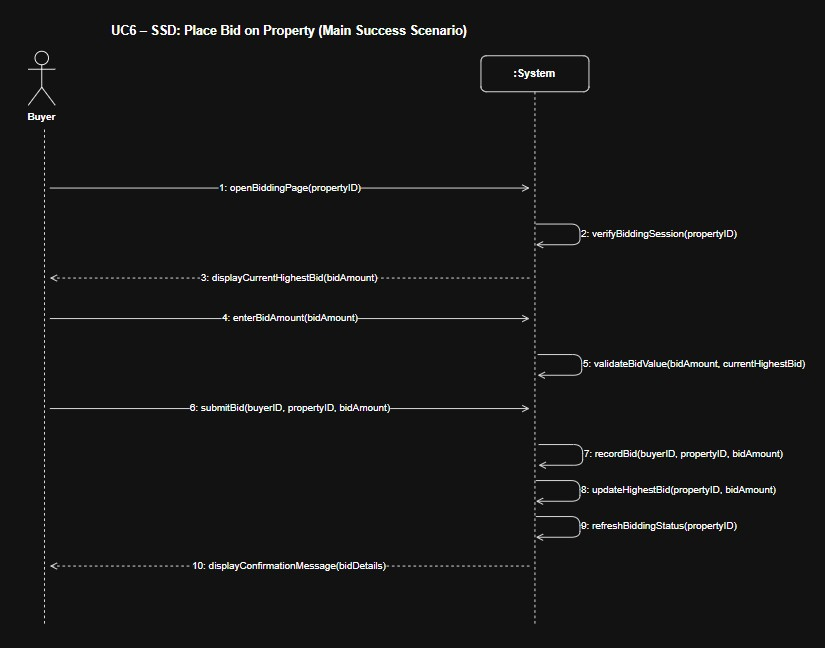 UC6 – SSD: Place Bid on Property (Main Success Scenario)
:System
Buyer
1: openBiddingPage(propertyID)
2: verifyBiddingSession(propertyID)
3: displayCurrentHighestBid(bidAmount)
4: enterBidAmount(bidAmount)
5: validateBidValue(bidAmount, currentHighestBid)
6: submitBid(buyerID, propertyID, bidAmount)
7: recordBid(buyerID, propertyID, bidAmount)
8: updateHighestBid(propertyID, bidAmount)
9: refreshBiddingStatus(propertyID)
10: displayConfirmationMessage(bidDetails)